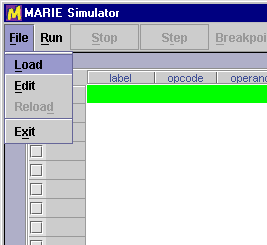 MARIE Simulator
File Run Stop Step Breakpoi
Load
label opcode operand
Edit
Reload
Exit